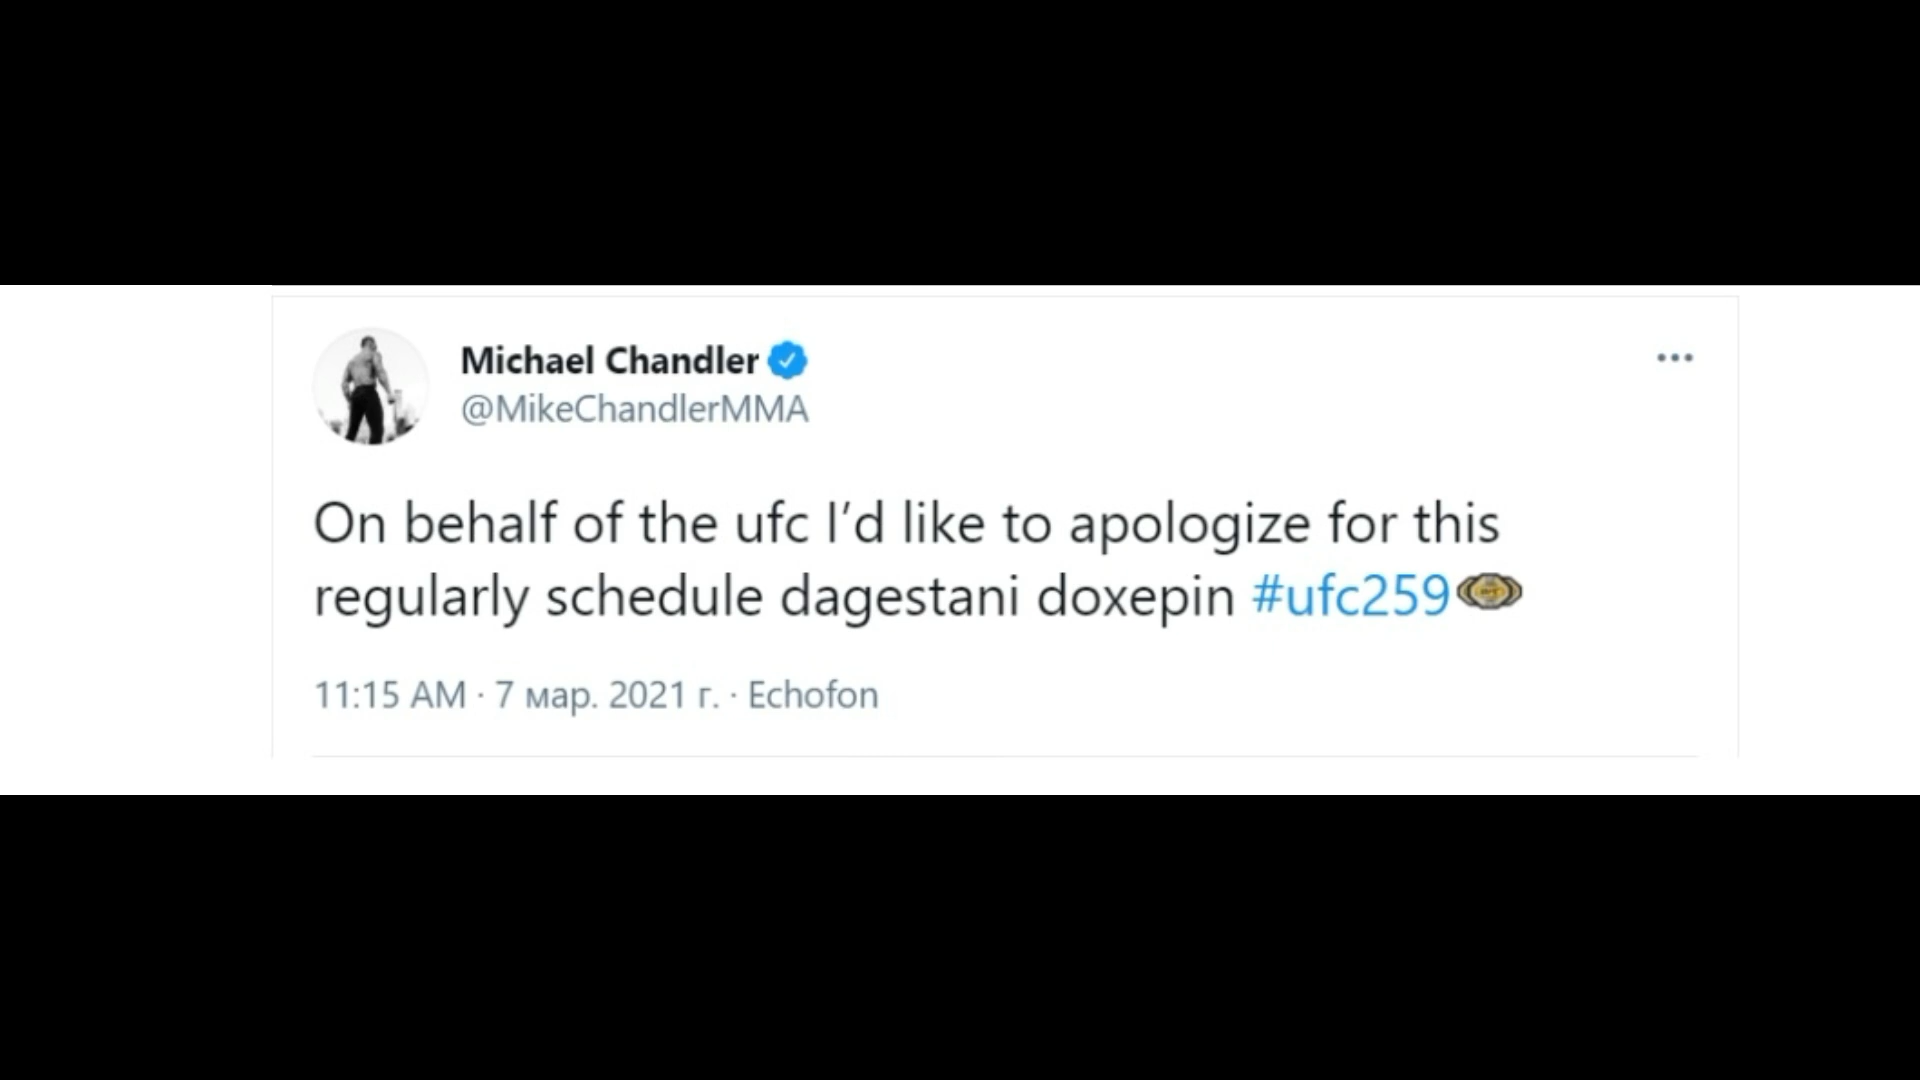 Michael Chandler
@MikeChandlerMMA
On behalf of the ufc I’d like to apologize for this
regularly schedule dagestani doxepin #ufc259
11:15 AM · 7 мар. 2021 г. · Echofon